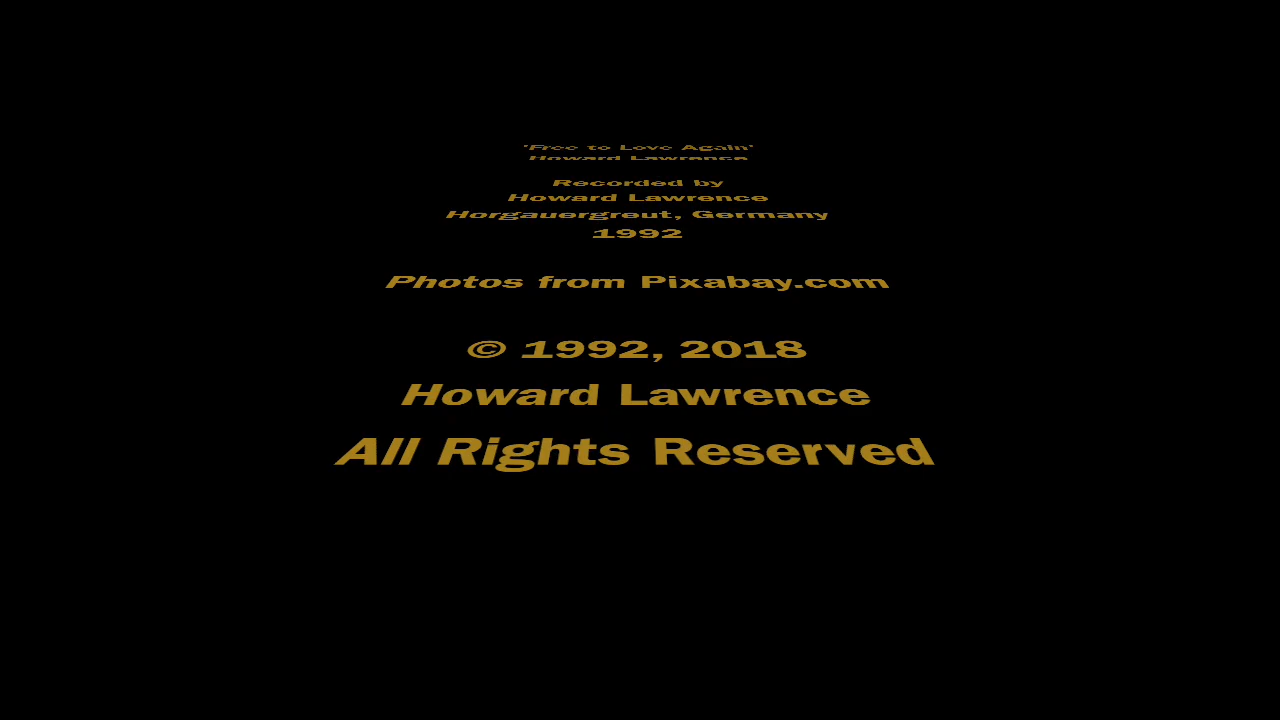 'Free to Love Again'
Howard Lawrence
Recorded by
Howard Lawrence
Horgauergreut, Germany
1992
Photos from Pixabay.com
© 1992, 2018
Howard Lawrence
All Rights Reserved